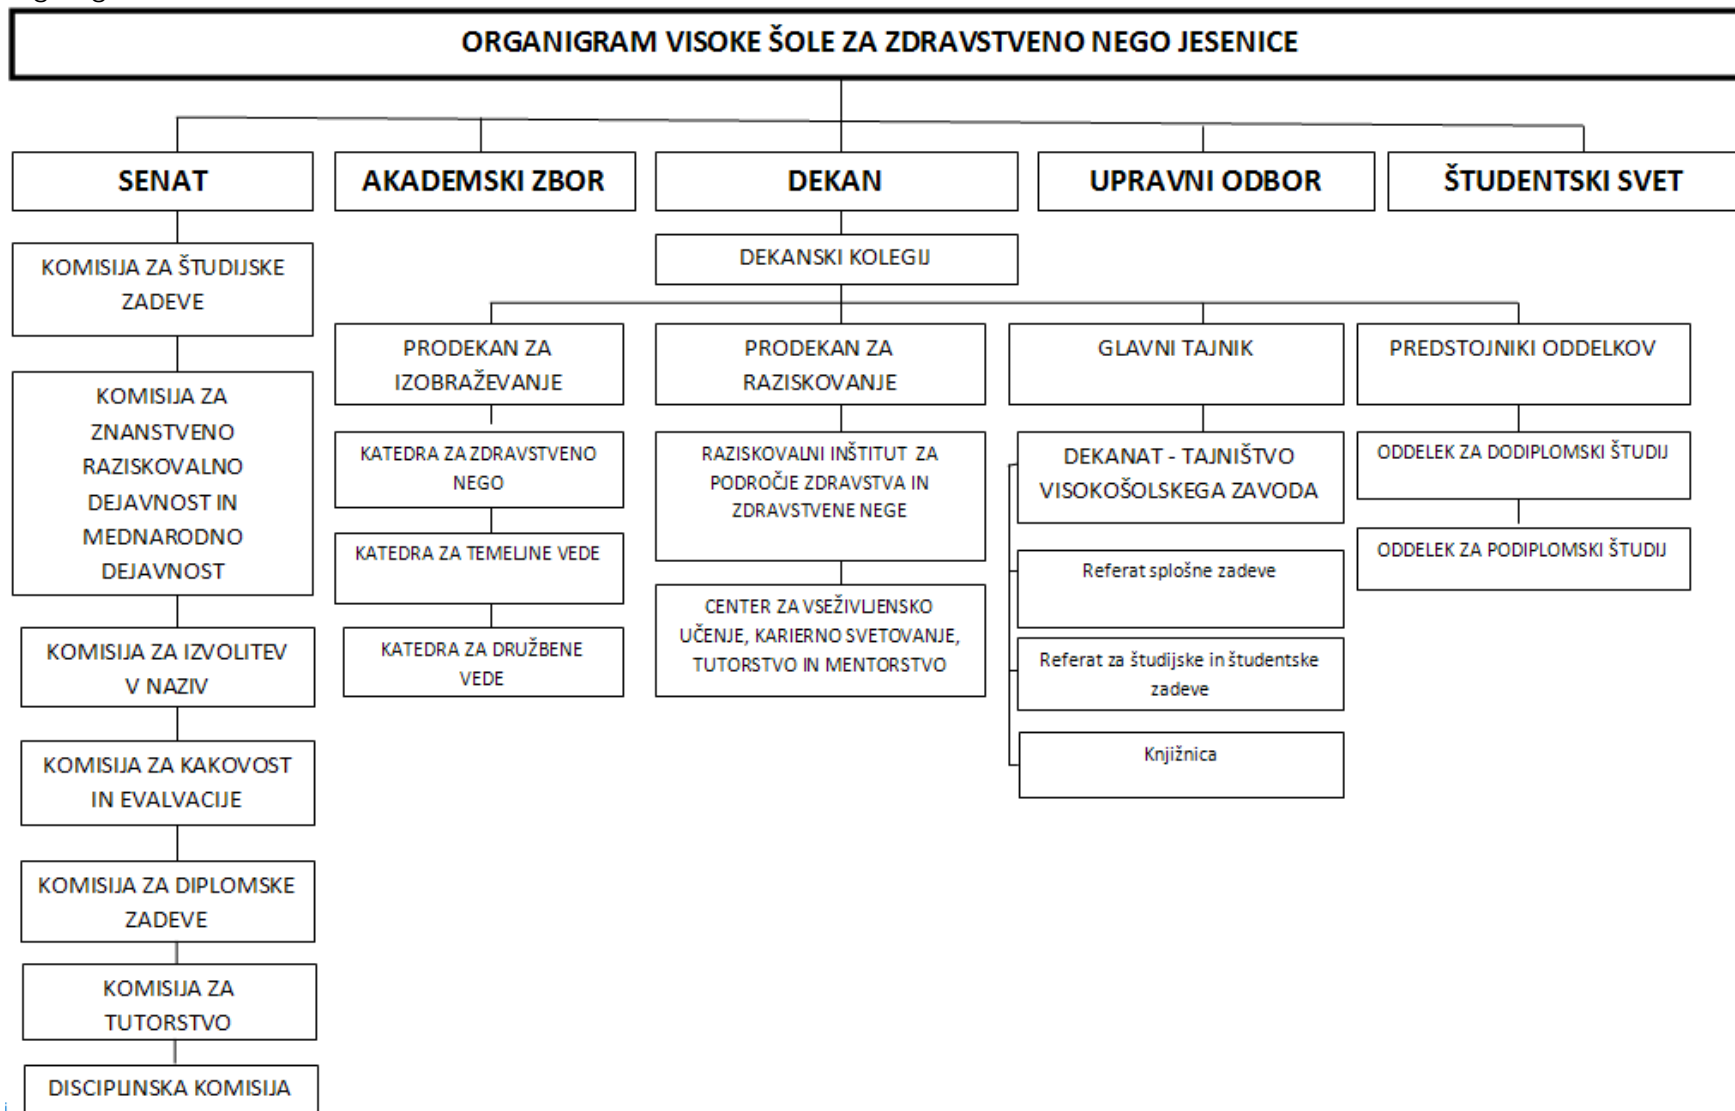 ORGANIGRAM VISOKE ŠOLE ZA ZDRAVSTVENO NEGO JESENICE
SENAT
AKADEMSKI ZBOR
DEKAN
UPRAVNI ODBOR
ŠTUDENTSKI SVET
KOMISIJA ZA ŠTUDIJSKE
ZADEVE
KOMISIJA ZA
ZNANSTVENO
RAZISKOVALNO
DEJAVNOST IN
MEDNARODNO
DEJAVNOST
KOMISIJA ZA IZVOLITEV
V NAZIV
KOMISIJA ZA KAKOVOST
IN EVALVACIJE
KOMISIJA ZA DIPLOMSKE
ZADEVE
KOMISIJA ZA
TUTORSTVO
DISCIPLINSKA KOMISIJA
DEKANSKI KOLEGIJ
PRODEKAN ZA
IZOBRAŽEVANJE
KATEDRA ZA ZDRAVSTVENO
NEGO
KATEDRA ZA TEMELJNE VEDE
KATEDRA ZA DRUŽBENE
VEDE
PRODEKAN ZA
RAZISKOVANJE
RAZISKOVALNI INŠTITUT ZA
PODROČJE ZDRAVSTVA IN
ZDRAVSTVENE NEGE
CENTER ZA VSEŽIVLJENSKO
UČENJE, KARIERNO SVETOVANJE,
TUTORSTVO IN MENTORSTVO
GLAVNI TAJNIK
DEKANAT - TAJNIŠTVO
VISOKOŠOLSKEGA ZAVODA
Referat splošne zadeve
Referat za študijske in študentske
zadeve
Knjižnica
PREDSTOJNIKI ODDELKOV
ODDELEK ZA DODIPLOMSKI ŠTUDIJ
ODDELEK ZA PODIPLOMSKI ŠTUDIJ